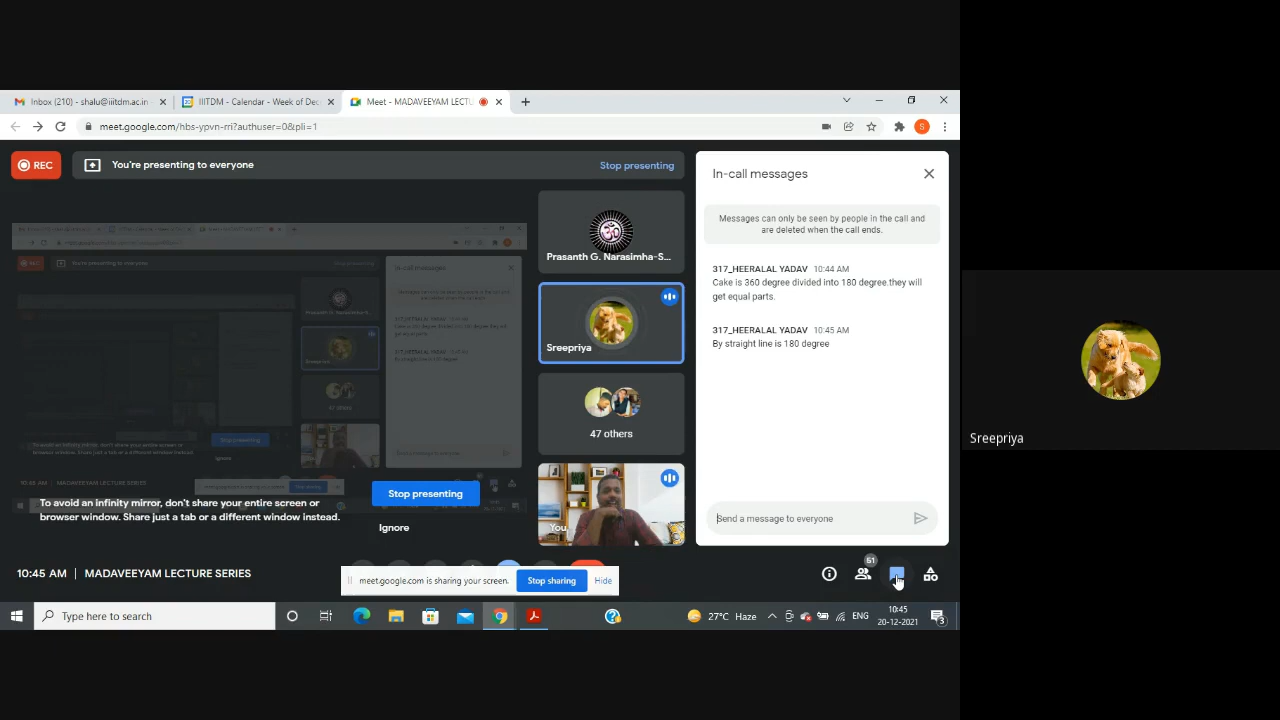 Inbox (210) - shalu@iiitdm.ac.in
IIITDM - Calendar - Week of Dec
Meet - MADAVEEYAM LECTU
meet.google.com/hbs-ypvn-rri?authuser=0&pli=1
S
REC
You're presenting to everyone
Stop presenting
In-call messages
Messages can only be seen by people in the call and
are deleted when the call ends.
317_HEERALAL YADAV 10:44 AM
Cake is 360 degree divided into 180 degree.they will
get equal parts.
317_HEERALAL YADAV 10:45 AM
By straight line is 180 degree
Send a message to everyone
Prasanth G. Narasimha-S...
Sreepriya
47 others
You
To avoid an infinity mirror, don't share your entire screen or
browser window. Share just a tab or a different window instead.
Stop presenting
Ignore
10:45 AM | MADAVEEYAM LECTURE SERIES
meet.google.com is sharing your screen.
Stop sharing
Hide
61
Type here to search
27°C Haze
ENG
10:45
20-12-2021
3
Sreepriya